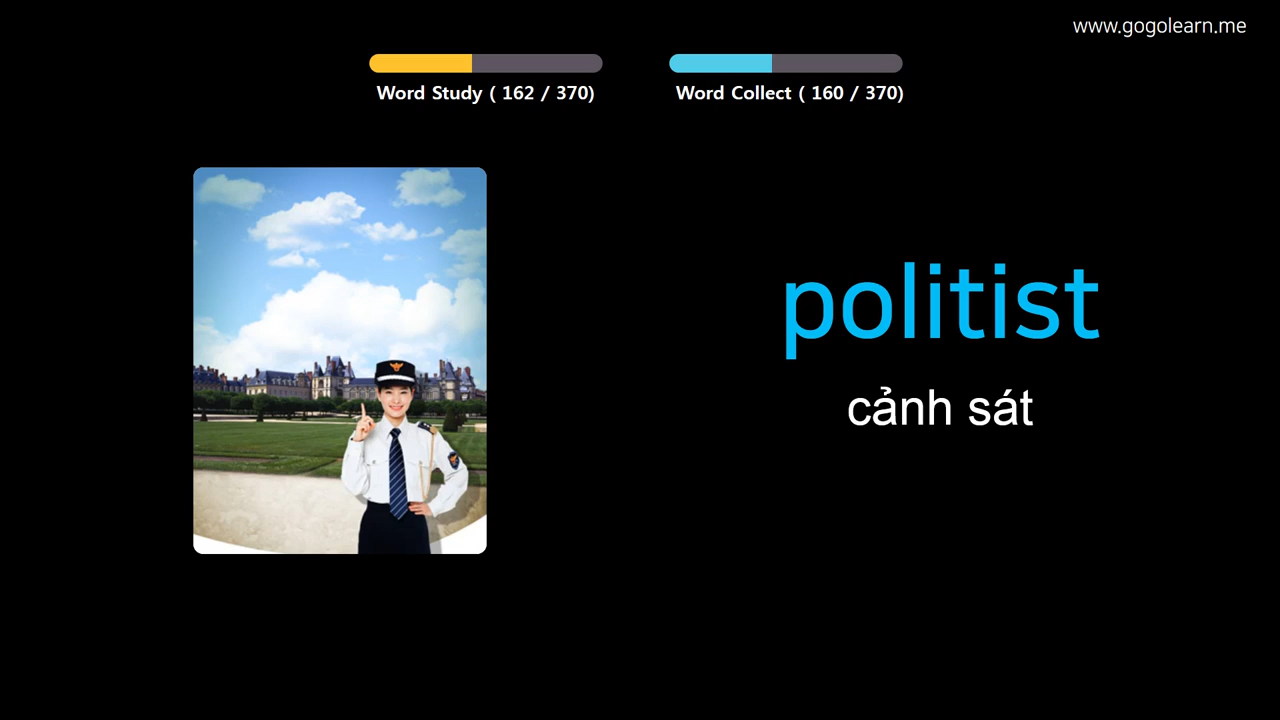 www.gogolearn.me
Word Study ( 162 / 370)
Word Collect ( 160 / 370)
politist
cảnh sát